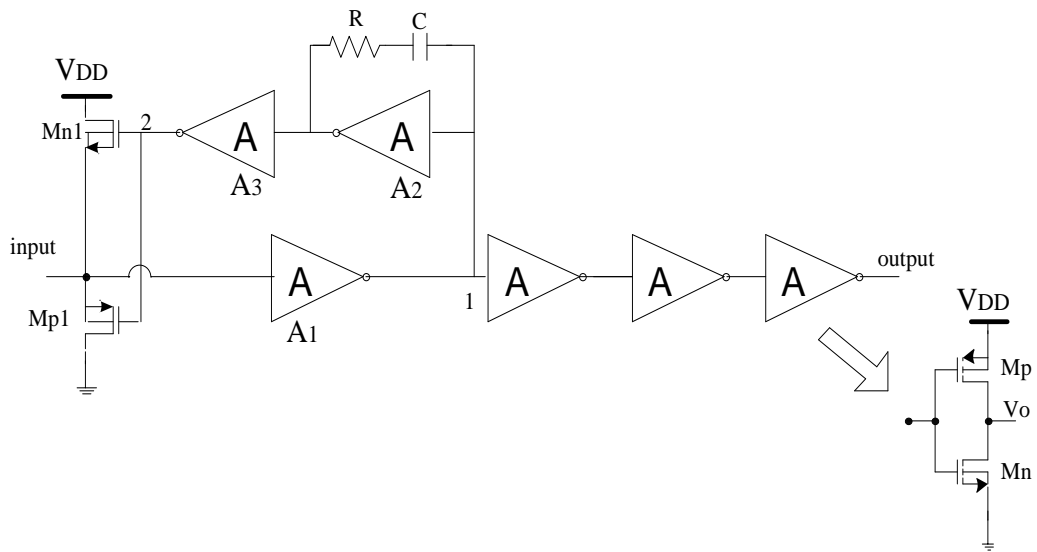 R C
VDD
Mn1 2 A A
A3 A2
input A A A A output
1
Mp1 A1
VDD
Mp
Vo
Mn